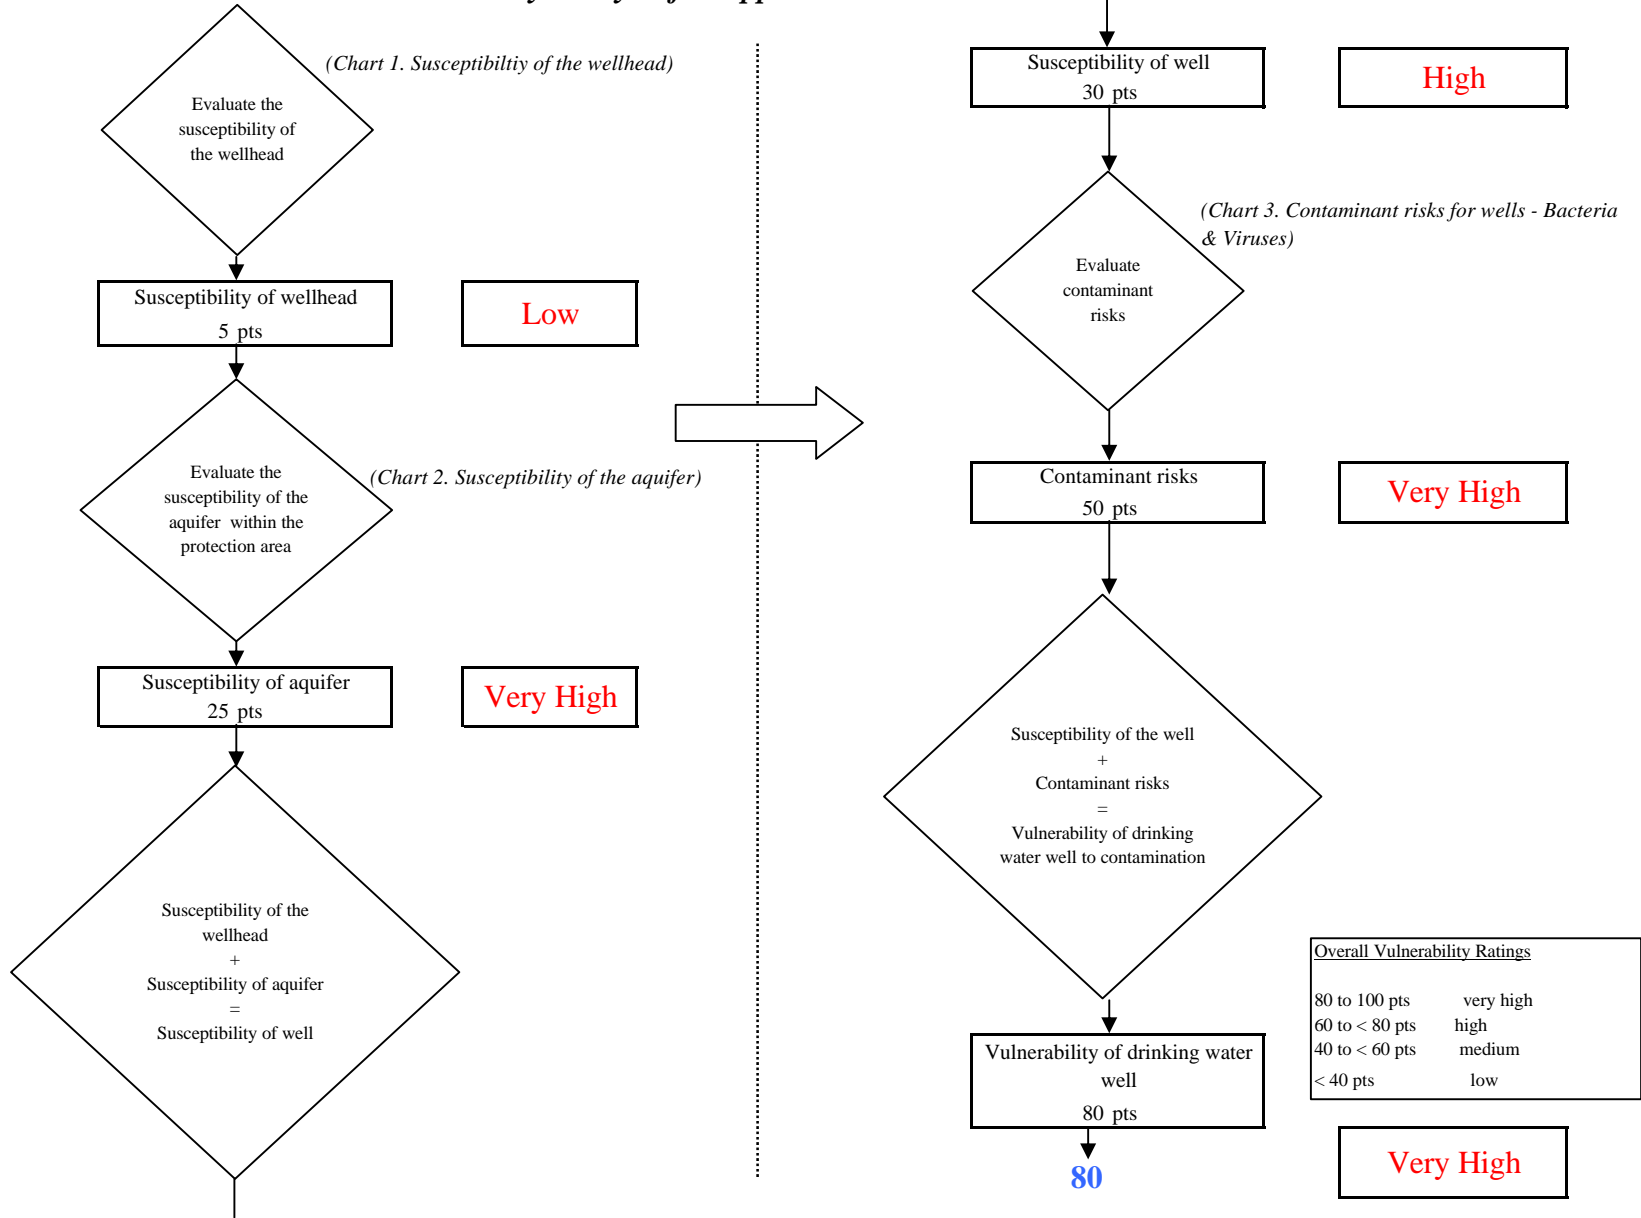 (Chart 1. Susceptibiltiy of the wellhead)
Evaluate the
susceptibility of
the wellhead
Susceptibility of wellhead
5 pts
Low
Evaluate the
susceptibility of the
aquifer within the
protection area
(Chart 2. Susceptibility of the aquifer)
Susceptibility of aquifer
25 pts
Very High
Susceptibility of the
wellhead
+
Susceptibility of aquifer
=
Susceptibility of well
Susceptibility of well
30 pts
High
(Chart 3. Contaminant risks for wells - Bacteria
& Viruses)
Evaluate
contaminant
risks
Contaminant risks
50 pts
Very High
Susceptibility of the well
+
Contaminant risks
=
Vulnerability of drinking
water well to contamination
Overall Vulnerability Ratings
80 to 100 pts very high
60 to < 80 pts high
40 to < 60 pts medium
< 40 pts low
Vulnerability of drinking water
well
80 pts
80
Very High